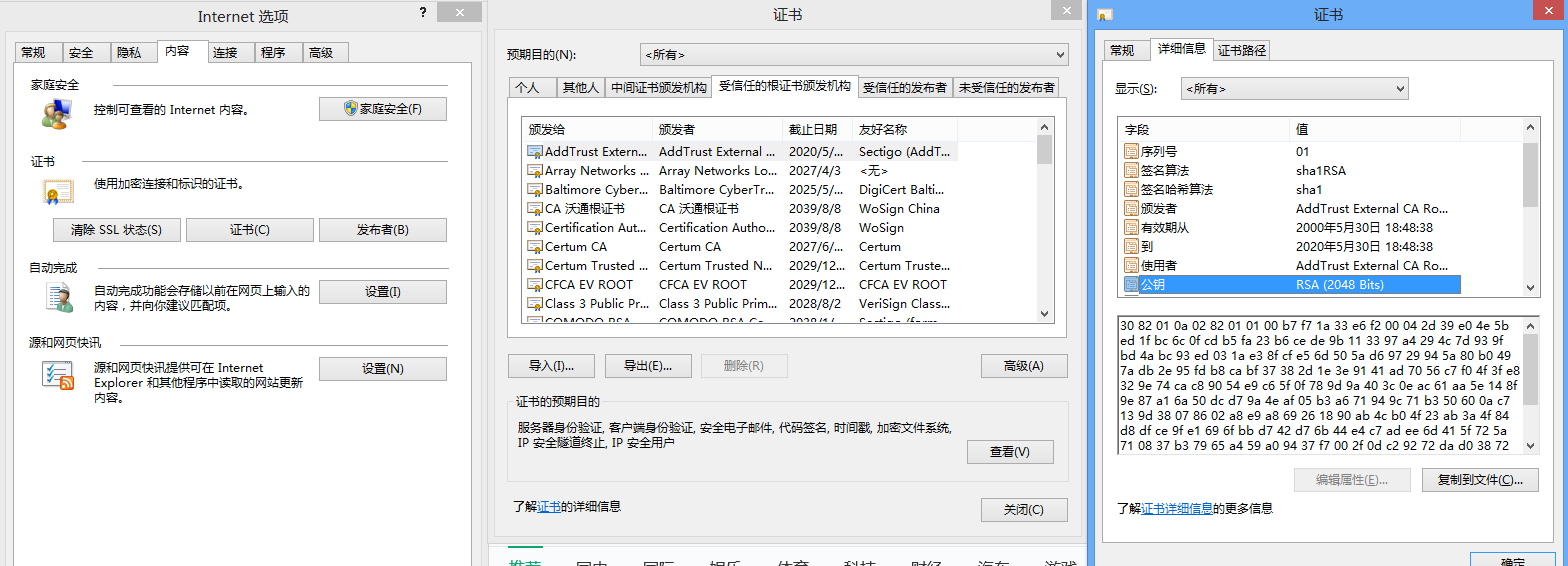 Internet 选项
?
常规 安全 隐私 内容 连接 程序 高级
家庭安全
控制可查看的 Internet 内容。
家庭安全(F)
证书
使用加密连接和标识的证书。
清除 SSL 状态(S) 证书(C) 发布者(B)
自动完成
自动完成功能会存储以前在网页上输入的
内容，并向你建议匹配项。
设置(I)
源和网页快讯
源和网页快讯提供可在 Internet
Explorer 和其他程序中读取的网站更新
内容。
设置(N)
证书
预期目的(N): <所有>
个人 其他人 中间证书颁发机构 受信任的根证书颁发机构 受信任的发布者 未受信任的发布者
颁发给 颁发者 截止日期 友好名称
AddTrust Extern... AddTrust External ... 2020/5/... Sectigo (AddT...
Array Networks ... Array Networks Lo... 2027/4/3 <无>
Baltimore Cyber... Baltimore CyberTr... 2025/5/... DigiCert Balti...
CA 沃通根证书 CA 沃通根证书 2039/8/8 WoSign China
Certification Aut... Certification Autho... 2039/8/8 WoSign
Certum CA Certum CA 2027/6/... Certum
Certum Trusted ... Certum Trusted N... 2029/12... Certum Truste...
CFCA EV ROOT CFCA EV ROOT 2029/12... CFCA EV ROOT
Class 3 Public Pr... Class 3 Public Prim... 2028/8/2 VeriSign Class...
导入(I)... 导出(E)... 删除(R) 高级(A)
证书的预期目的
服务器身份验证, 客户端身份验证, 安全电子邮件, 代码签名, 时间戳, 加密文件系统,
IP 安全隧道终止, IP 安全用户
查看(V)
了解证书的详细信息
关闭(C)
证书
常规 详细信息 证书路径
显示(S): <所有>
字段 值
序列号 01
签名算法 sha1RSA
签名哈希算法 sha1
颁发者 AddTrust External CA Ro...
有效期从 2000年5月30日 18:48:38
到 2020年5月30日 18:48:38
使用者 AddTrust External CA Ro...
公钥 RSA (2048 Bits)
30 82 01 0a 02 82 01 01 00 b7 f7 1a 33 e6 f2 00 04 2d 39 e0 4e 5b
ed 1f bc 6c 0f cd b5 fa 23 b6 ce de 9b 11 33 97 a4 29 4c 7d 93 9f
bd 4a bc 93 ed 03 1a e3 8f cf e5 6d 50 5a d6 97 29 94 5a 80 b0 49
7a db 2e 95 fd b8 ca bf 37 38 2d 1e 3e 91 41 ad 70 56 c7 f0 4f 3f e8
32 9e 74 ca c8 90 54 e9 c6 5f 0f 78 9d 9a 40 3c 0e ac 61 aa 5e 14 8f
9e 87 a1 6a 50 dc d7 9a 4e af 05 b3 a6 71 94 9c 71 b3 50 60 0a c7
13 9d 38 07 86 02 a8 e9 a8 69 26 18 90 ab 4c b0 4f 23 ab 3a 4f 84
d8 df ce 9f e1 69 6f bb d7 42 d7 6b 44 e4 c7 ad ee 6d 41 5f 72 5a
71 08 37 b3 79 65 a4 59 a0 94 37 f7 00 2f 0d c2 92 72 da d0 38 72
编辑属性(E)... 复制到文件(C)...
了解证书详细信息的更多信息
确定